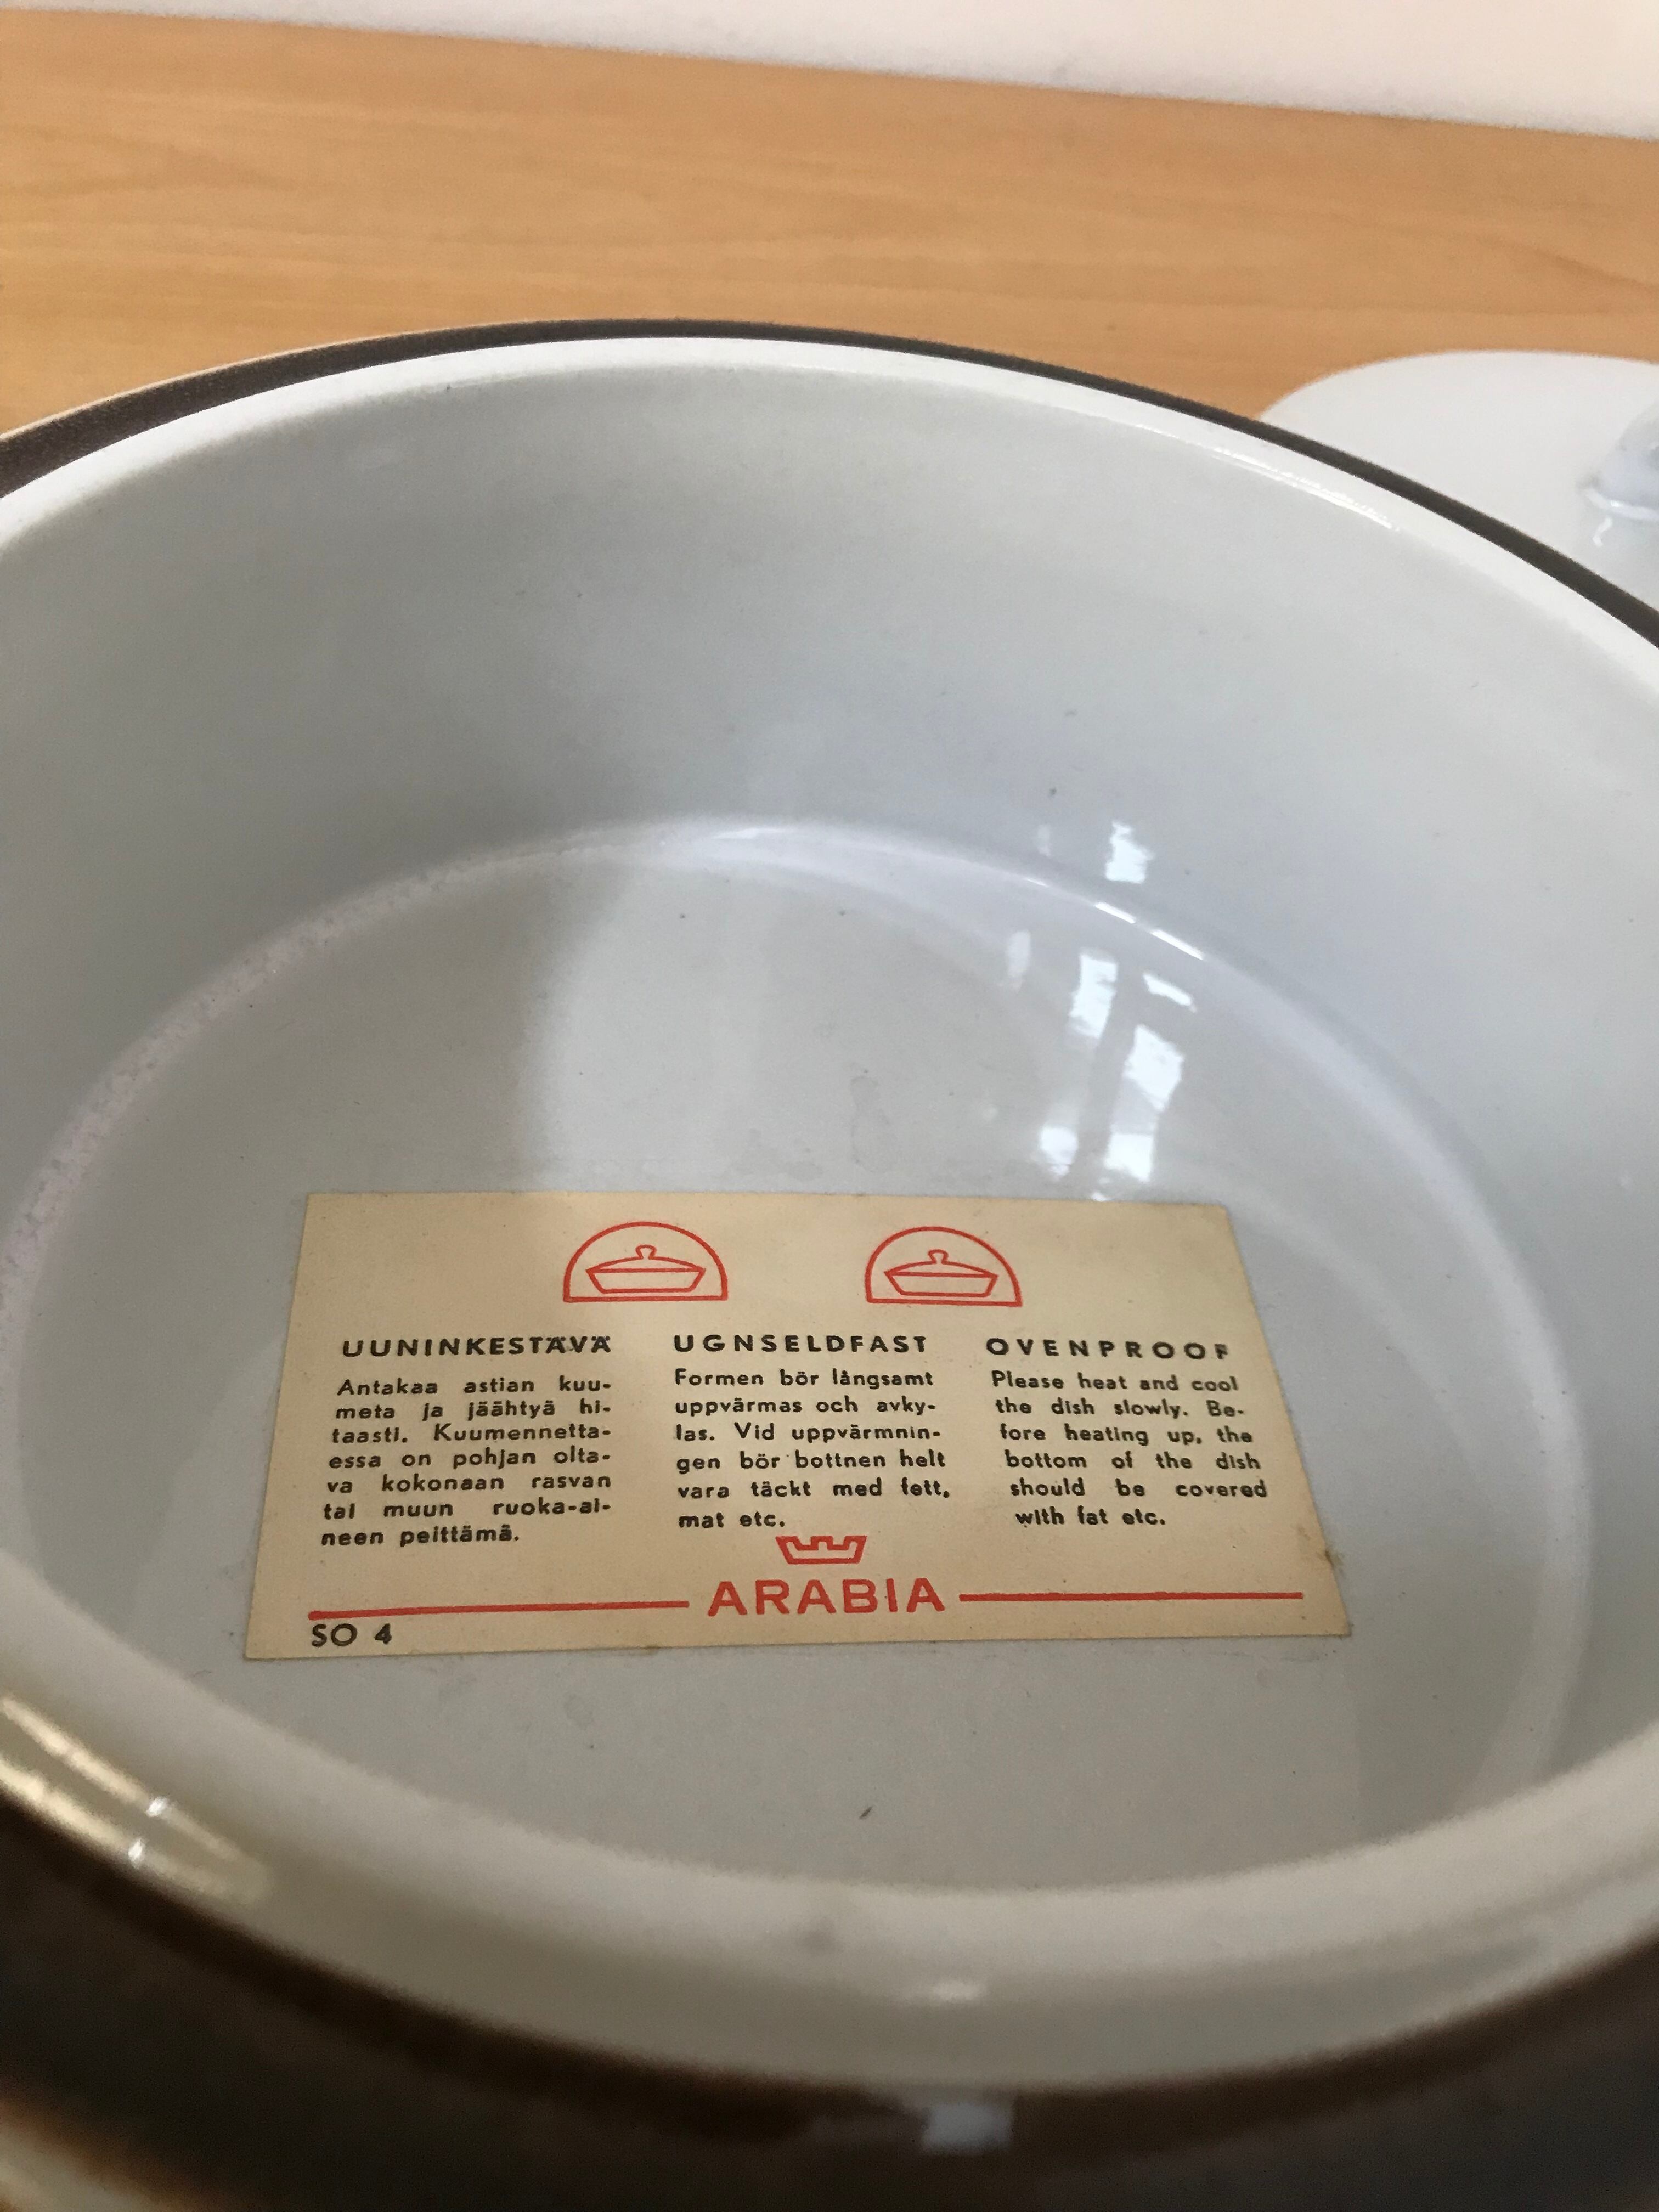 UUNINKESTÄVÄ
Antakaa astian kuu-
meta ja jäähtyä hi-
taasti. Kuumennetta-
essa on pohjan olta-
va kokonaan rasvan
tai muun ruoka-ai-
neen peittämä.
UGNSELDFAST
Formen bör långsamt
uppvärmas och avky-
las. Vid uppvärmnin-
gen bör bottnen helt
vara täckt med fett,
mat etc.
OVENPROOF
Please heat and cool
the dish slowly. Be-
fore heating up, the
bottom of the dish
should be covered
with fat etc.
ARABIA
SO 4